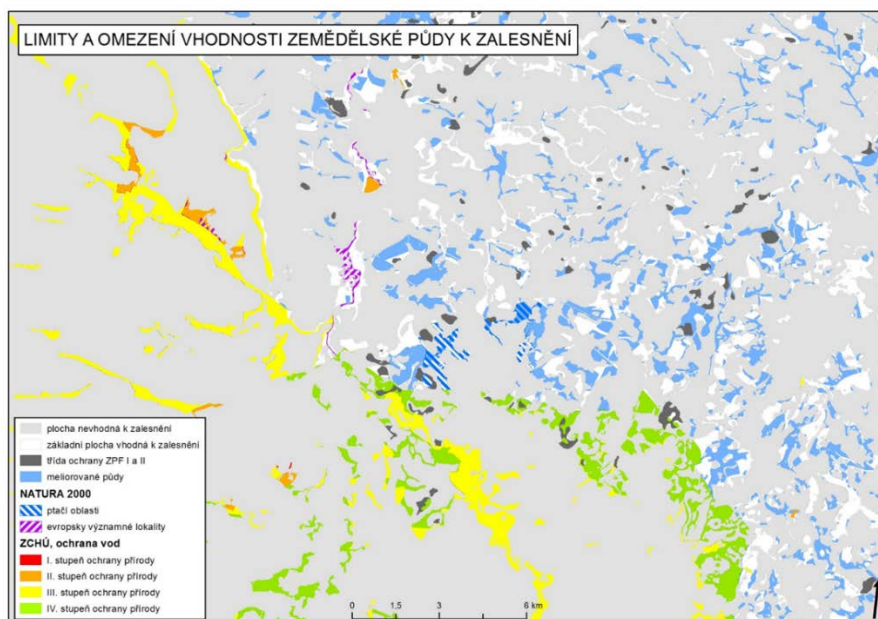 LIMITY A OMEZENÍ VHODNOSTI ZEMĚDĚLSKÉ PŮDY K ZALESNĚNÍ
plocha nevhodná k zalesnění
základní plocha vhodná k zalesnění
třída ochrany ZPF I a II
meliorované půdy
NATURA 2000
ptačí oblasti
evropsky významné lokality
ZCHÚ, ochrana vod
I. stupeň ochrany přírody
II. stupeň ochrany přírody
III. stupeň ochrany přírody
IV. stupeň ochrany přírody
0 1.5 3 6 km